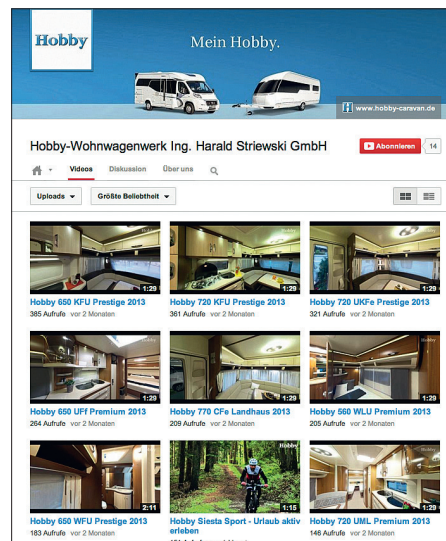 Hobby
Mein Hobby.
www.hobby-caravan.de
Hobby-Wohnwagenwerk Ing. Harald Striewski GmbH
Abonnieren 14
Videos Diskussion Über uns
Uploads Größte Beliebtheit
1:29 1:29 1:29
Hobby 650 KFU Prestige 2013 Hobby 720 KFU Prestige 2013 Hobby 720 UKFe Prestige 2013
385 Aufrufe vor 2 Monaten 361 Aufrufe vor 2 Monaten 321 Aufrufe vor 2 Monaten
1:29 1:29 1:29
Hobby 650 UFf Premium 2013 Hobby 770 CFe Landhaus 2013 Hobby 560 WLU Premium 2013
264 Aufrufe vor 2 Monaten 209 Aufrufe vor 2 Monaten 205 Aufrufe vor 2 Monaten
Hobby
2:11 1:15 1:29
Hobby 650 WFU Prestige 2013 Hobby Siesta Sport - Urlaub aktiv erleben Hobby 720 UML Premium 2013
183 Aufrufe vor 2 Monaten 146 Aufrufe vor 2 Monaten